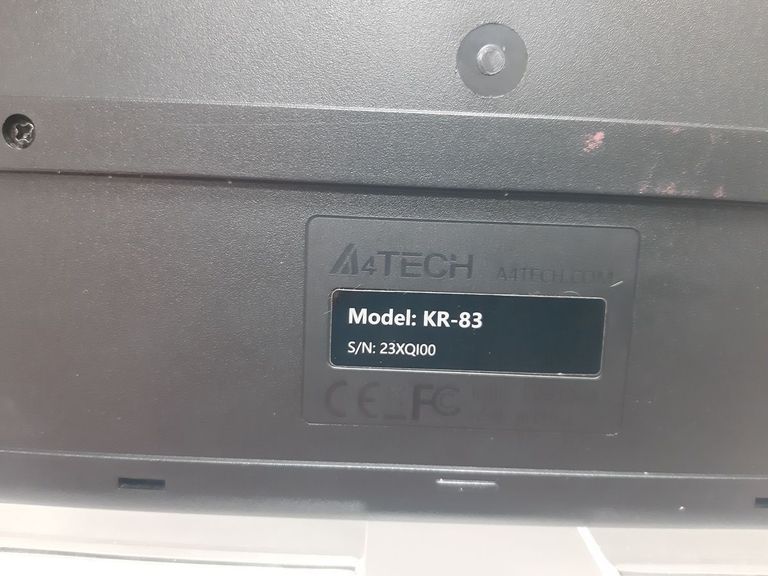 A4TECH A4TECH.COM
Model: KR-83
S/N: 23XQI00
CE FC